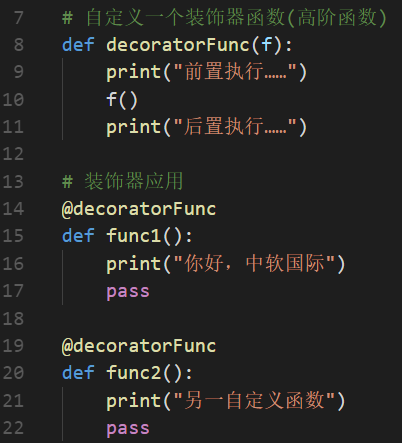 7 # 自定义一个装饰器函数(高阶函数)
8 def decoratorFunc(f):
9     print("前置执行……")
10     f()
11     print("后置执行……")
12
13 # 装饰器应用
14 @decoratorFunc
15 def func1():
16     print("你好，中软国际")
17     pass
18
19 @decoratorFunc
20 def func2():
21     print("另一自定义函数")
22     pass